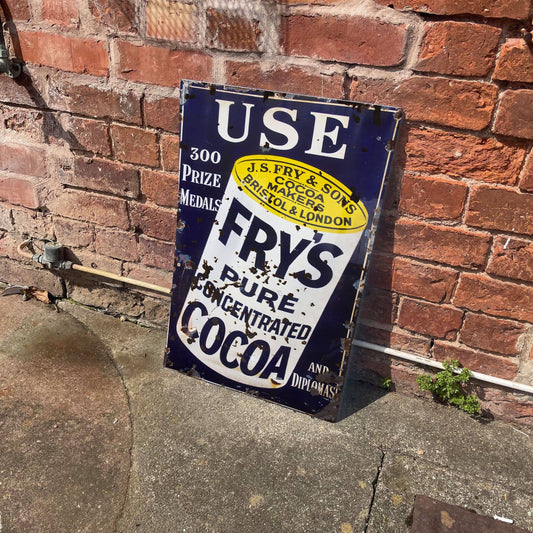 USE
300
PRIZE
MEDALS
J.S. FRY & SONS
COCOA
MAKERS
BRISTOL & LONDON
FRY'S
PURE
CONCENTRATED
COCOA
AND
DIPLOMAS